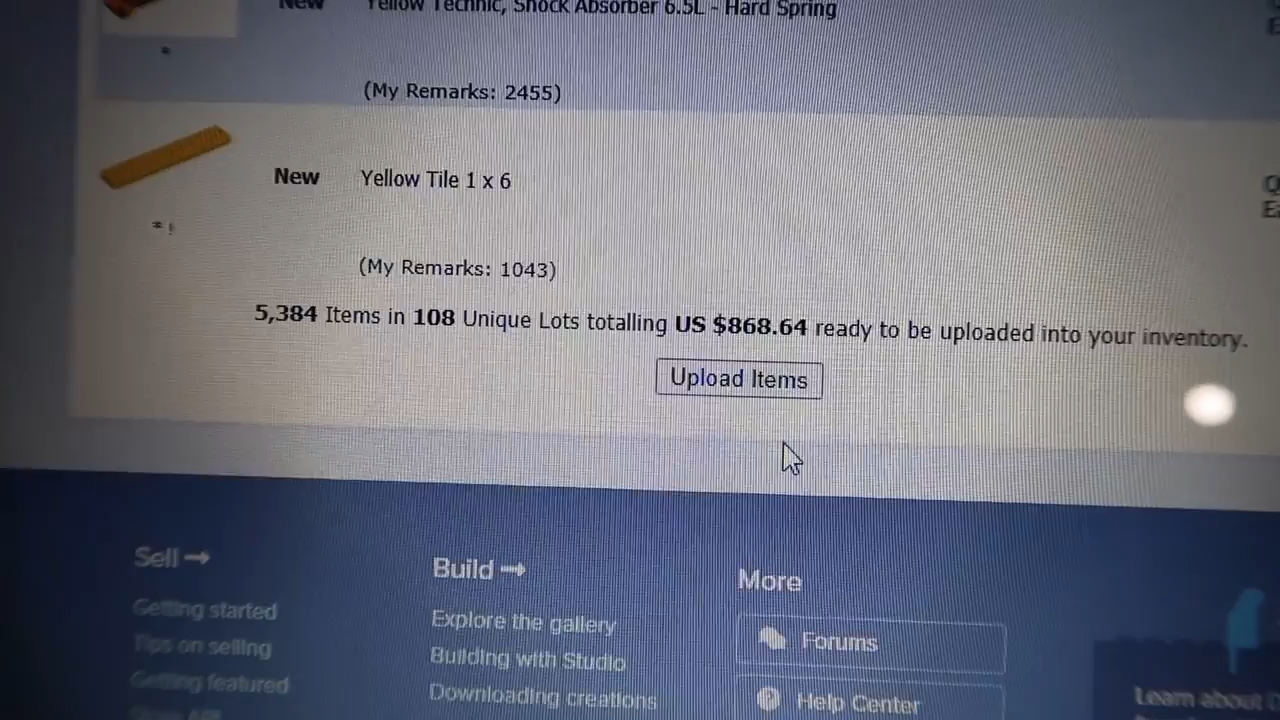 New Yellow Technic, Shock Absorber 6.5L - Hard Spring
*
(My Remarks: 2455)
New Yellow Tile 1 x 6
* !
(My Remarks: 1043)
5,384 Items in 108 Unique Lots totalling US $868.64 ready to be uploaded into your inventory.
Upload Items
Sell →
Getting started
Tips on selling
Getting featured
Build →
Explore the gallery
Building with Studio
Downloading creations
More
Forums
? Help Center
Learn about